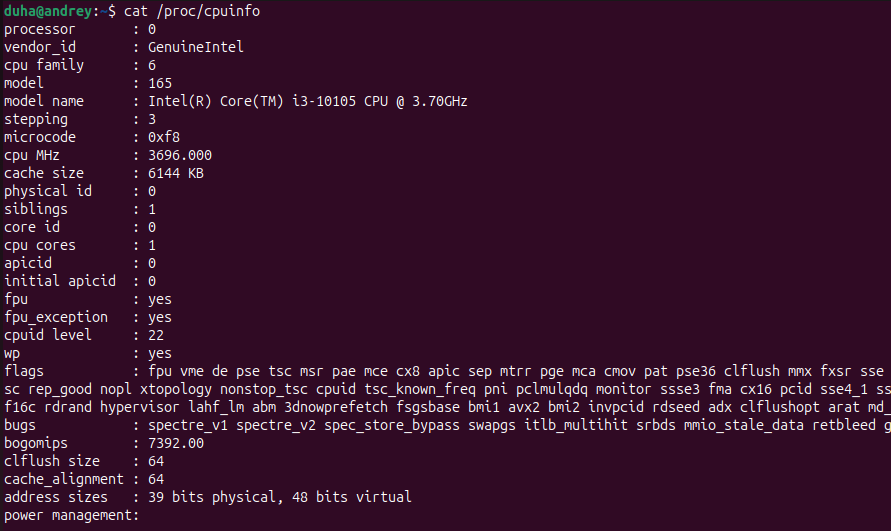 duha@andrey:~$ cat /proc/cpuinfo
processor : 0
vendor_id : GenuineIntel
cpu family : 6
model : 165
model name : Intel(R) Core(TM) i3-10105 CPU @ 3.70GHz
stepping : 3
microcode : 0xf8
cpu MHz : 3696.000
cache size : 6144 KB
physical id : 0
siblings : 1
core id : 0
cpu cores : 1
apicid : 0
initial apicid : 0
fpu : yes
fpu_exception : yes
cpuid level : 22
wp : yes
flags : fpu vme de pse tsc msr pae mce cx8 apic sep mtrr pge mca cmov pat pse36 clflush mmx fxsr sse
sc rep_good nopl xtopology nonstop_tsc cpuid tsc_known_freq pni pclmulqdq monitor ssse3 fma cx16 pcid sse4_1 ss
f16c rdrand hypervisor lahf_lm abm 3dnowprefetch fsgsbase bmi1 avx2 bmi2 invpcid rdseed adx clflushopt arat md_
bugs : spectre_v1 spectre_v2 spec_store_bypass swapgs itlb_multihit srbds mmio_stale_data retbleed g
bogomips : 7392.00
clflush size : 64
cache_alignment : 64
address sizes : 39 bits physical, 48 bits virtual
power management: